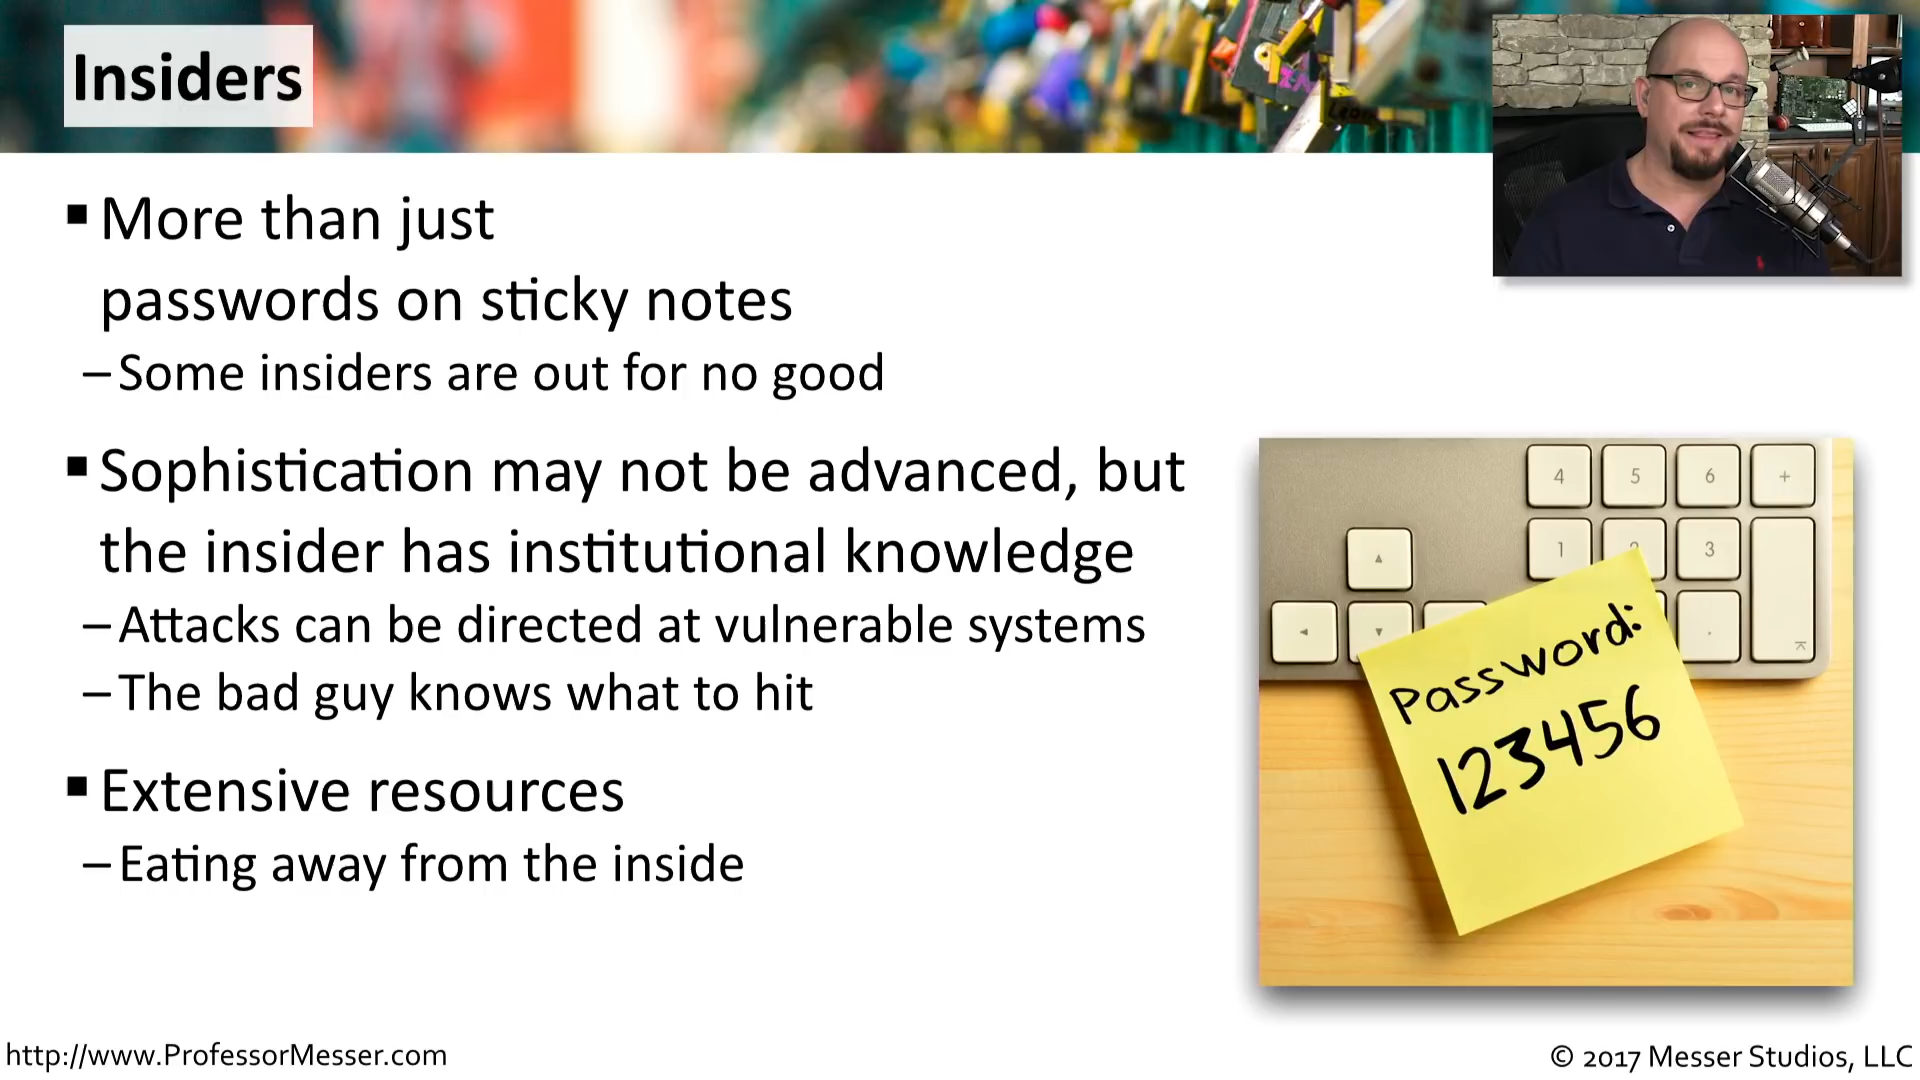 Insiders
▪ More than just
passwords on sticky notes
– Some insiders are out for no good
▪ Sophistication may not be advanced, but
the insider has institutional knowledge
– Attacks can be directed at vulnerable systems
– The bad guy knows what to hit
▪ Extensive resources
– Eating away from the inside
4 5 6 +
1 2 3
Password:
123456
http://www.ProfessorMesser.com
© 2017 Messer Studios, LLC